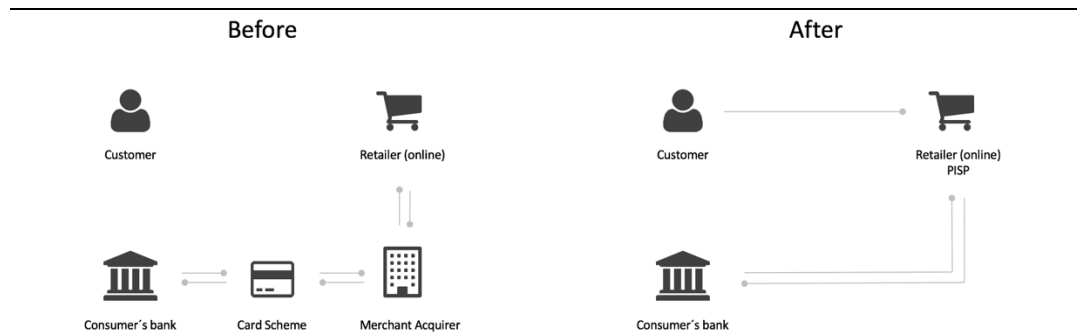 Before
After
Customer
Retailer (online)
Customer
Retailer (online)
PISP
Consumer´s bank
Card Scheme
Merchant Acquirer
Consumer´s bank